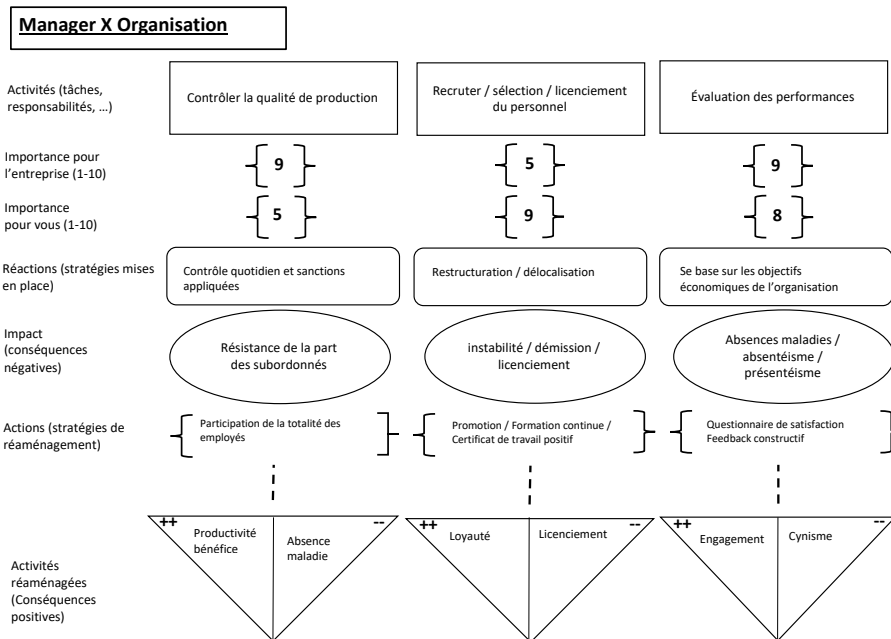 Manager X Organisation
Activités (tâches,
responsabilités, …)
Contrôler la qualité de production
Recruter / sélection / licenciement
du personnel
Évaluation des performances
Importance pour
l'entreprise (1-10)
9
5
9
Importance
pour vous (1-10)
5
9
8
Réactions (stratégies mises
en place)
Contrôle quotidien et sanctions
appliquées
Restructuration / délocalisation
Se base sur les objectifs
économiques de l'organisation
Impact
(conséquences
négatives)
Résistance de la part
des subordonnés
instabilité / démission /
licenciement
Absences maladies /
absentéisme /
présentéisme
Actions (stratégies de
réaménagement)
Participation de la totalité des
employés
Promotion / Formation continue /
Certificat de travail positif
Questionnaire de satisfaction
Feedback constructif
Activités
réaménagées
(Conséquences
positives)
++
Productivité
bénéfice
--
Absence
maladie
++
Loyauté
--
Licenciement
++
Engagement
--
Cynisme